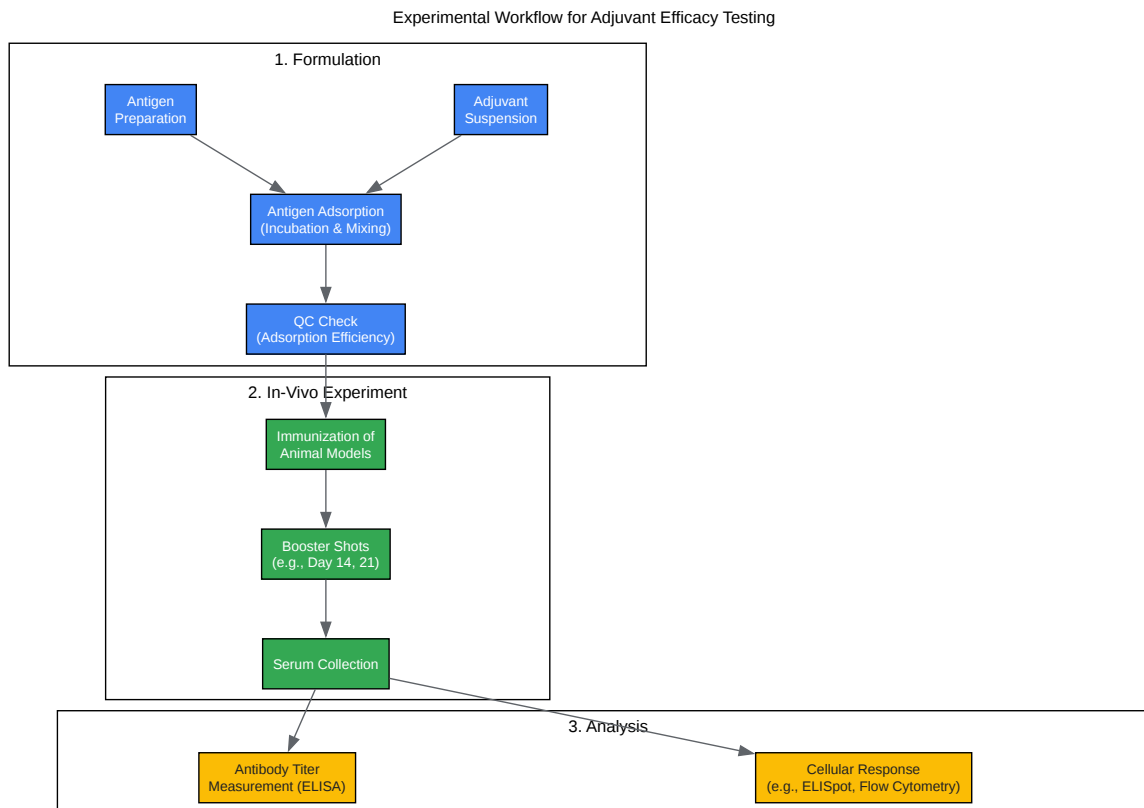 Experimental Workflow for Adjuvant Efficacy Testing
1. Formulation
Antigen
Preparation
Adjuvant
Suspension
Antigen Adsorption
(Incubation & Mixing)
QC Check
(Adsorption Efficiency)
2. In-Vivo Experiment
Immunization of
Animal Models
Booster Shots
(e.g., Day 14, 21)
Serum Collection
3. Analysis
Antibody Titer
Measurement (ELISA)
Cellular Response
(e.g., ELISpot, Flow Cytometry)